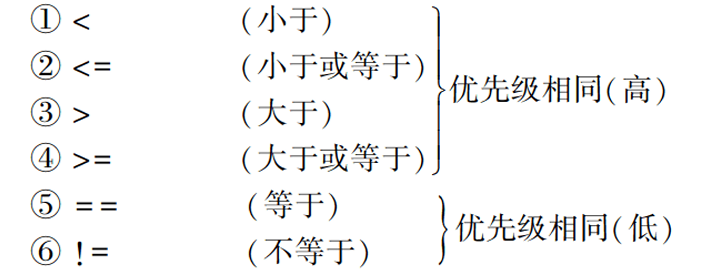 ① < (小于)
② <= (小于或等于)
③ > (大于)
④ >= (大于或等于)
优先级相同(高)
⑤ == (等于)
⑥ != (不等于)
优先级相同(低)